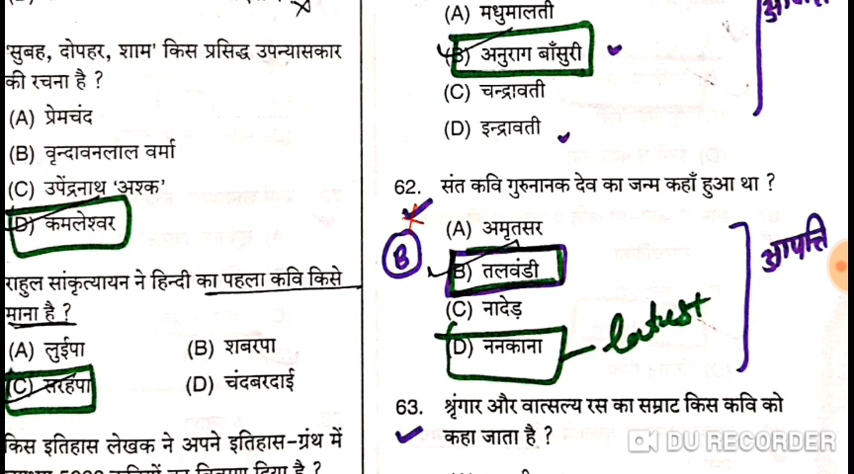 'सुबह, दोपहर, शाम' किस प्रसिद्ध उपन्यासकार
की रचना है ?
(A) प्रेमचंद
(B) वृन्दावनलाल वर्मा
(C) उपेंद्रनाथ 'अश्क'
(D) कमलेश्वर
राहुल सांकृत्यायन ने हिन्दी का पहला कवि किसे
माना है ?
(A) लुईपा (B) शबरपा
(C) सरहपा (D) चंदबरदाई
किस इतिहास लेखक ने अपने इतिहास-ग्रंथ में
(A) मधुमालती
(B) अनुराग बाँसुरी
(C) चन्द्रावती
(D) इन्द्रावती
62. संत कवि गुरुनानक देव का जन्म कहाँ हुआ था ?
(A) अमृतसर
B
(B) तलवंडी
(C) नादेड़
(D) ननकाना
latest
आपत्ति
63. श्रृंगार और वात्सल्य रस का सम्राट किस कवि को
कहा जाता है ?
DU RECORDER